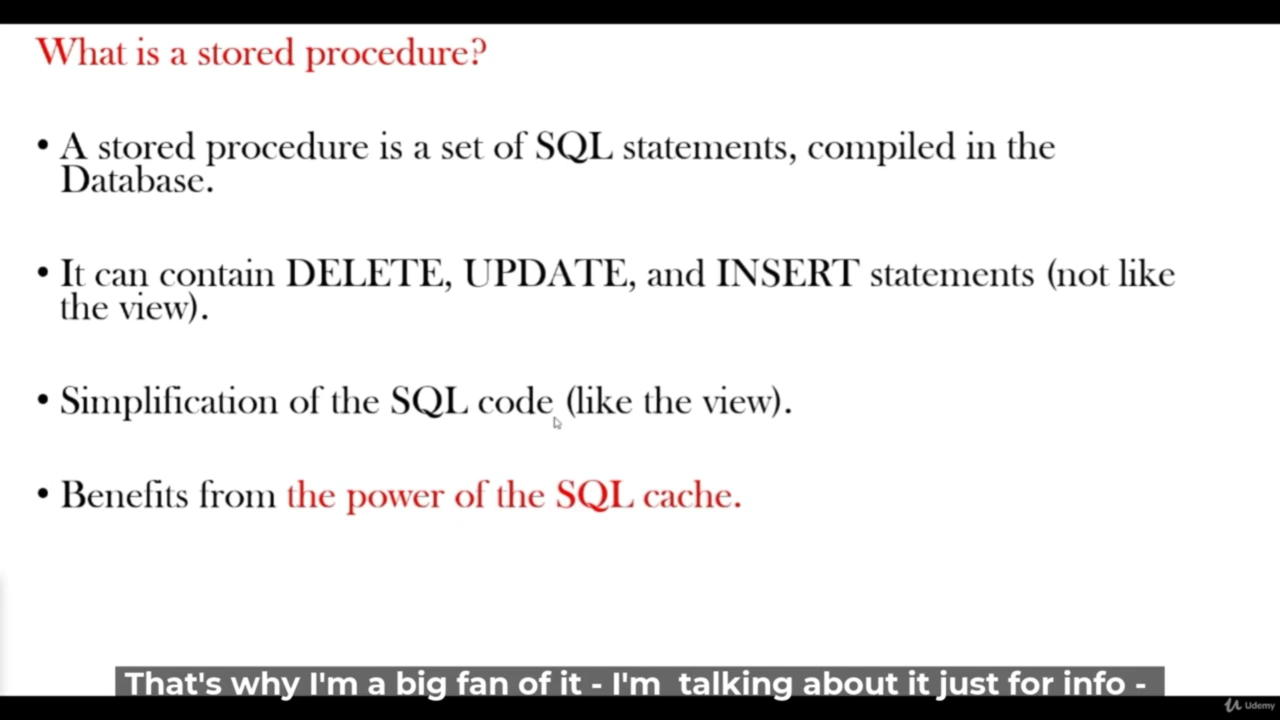 What is a stored procedure?
• A stored procedure is a set of SQL statements, compiled in the
Database.
• It can contain DELETE, UPDATE, and INSERT statements (not like
the view).
• Simplification of the SQL code (like the view).
• Benefits from the power of the SQL cache.
That's why I'm a big fan of it - I'm talking about it just for info -
Udemy